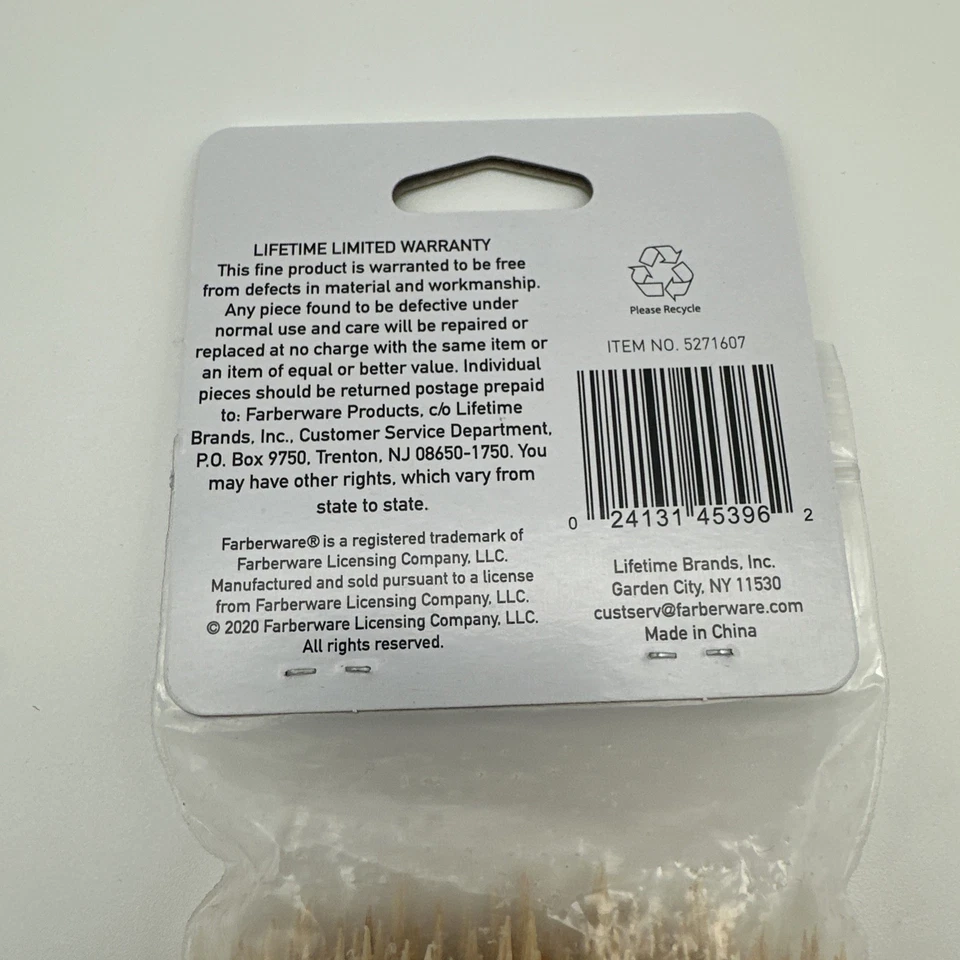 LIFETIME LIMITED WARRANTY
This fine product is warranted to be free
from defects in material and workmanship.
Any piece found to be defective under
normal use and care will be repaired or
replaced at no charge with the same item or
an item of equal or better value. Individual
pieces should be returned postage prepaid
to: Farberware Products, c/o Lifetime
Brands, Inc., Customer Service Department,
P.O. Box 9750, Trenton, NJ 08650-1750. You
may have other rights, which vary from
state to state.
Farberware® is a registered trademark of
Farberware Licensing Company, LLC.
Manufactured and sold pursuant to a license
from Farberware Licensing Company, LLC.
© 2020 Farberware Licensing Company, LLC.
All rights reserved.
Please Recycle
ITEM NO. 5271607
0 24131 45396 2
Lifetime Brands, Inc.
Garden City, NY 11530
custserv@farberware.com
Made in China